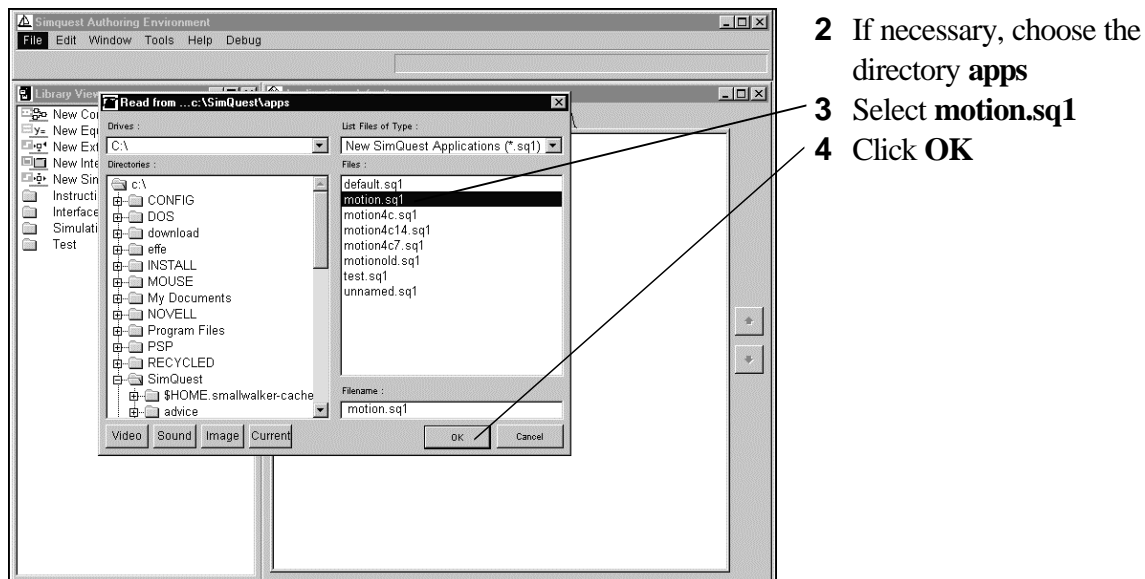 Simquest Authoring Environment
File Edit Window Tools Help Debug
Library View
New Con
New Equ
New Ext
New Inte
New Sin
Instructi
Interface
Simulati
Test
Read from ...c:\SimQuest\apps
Drives :
C:\
List Files of Type :
New SimQuest Applications (*.sq1)
Directories :
c:\
CONFIG
DOS
download
effe
INSTALL
MOUSE
My Documents
NOVELL
Program Files
PSP
RECYCLED
SimQuest
$HOME.smallwalker-cache
advice
Files :
default.sq1
motion.sq1
motion4c.sq1
motion4c14.sq1
motion4c7.sq1
motionold.sq1
test.sq1
unnamed.sq1
Filename :
motion.sq1
Video Sound Image Current
OK Cancel
2 If necessary, choose the
directory apps
3 Select motion.sq1
4 Click OK